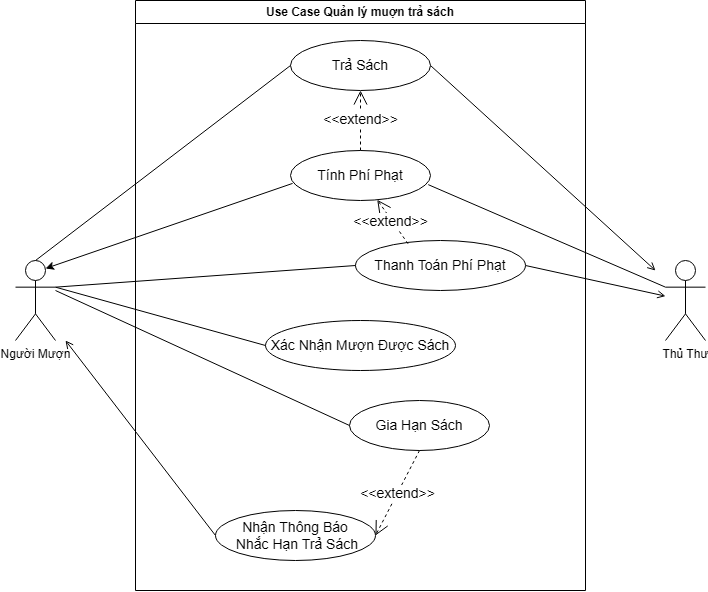 Use Case Quản lý muợn trả sách
Trả Sách
<<extend>>
Tính Phí Phạt
<<extend>>
Thanh Toán Phí Phạt
Người Mượn
Thủ Thư
Xác Nhận Mượn Được Sách
Gia Hạn Sách
<<extend>>
Nhận Thông Báo
Nhắc Hạn Trả Sách